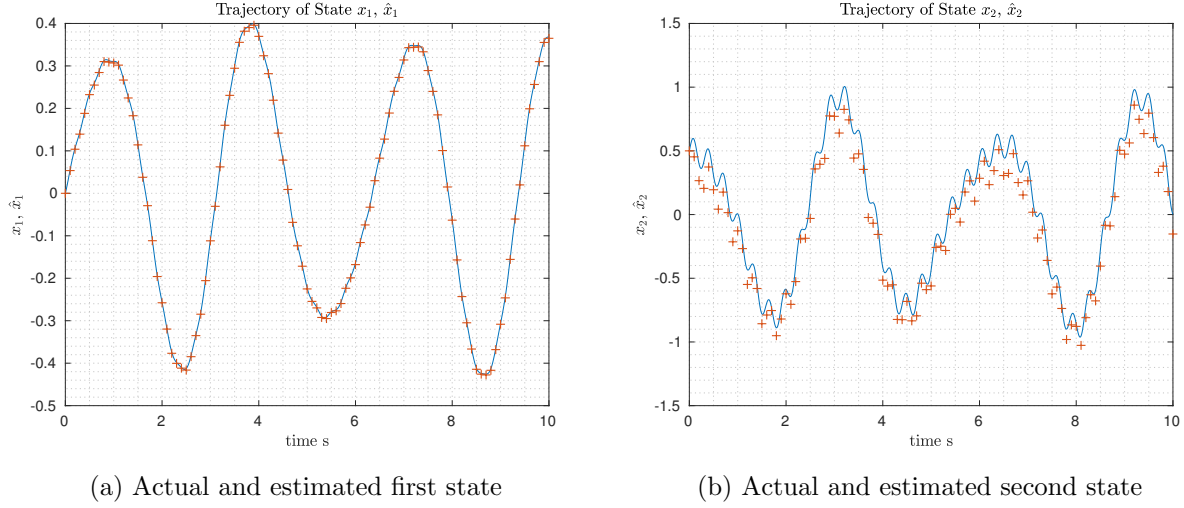 Trajectory of State x₁, x̂₁
0.4
0.3
0.2
0.1
0
-0.1
-0.2
-0.3
-0.4
-0.5
x₁, x̂₁
0 2 4 6 8 10
time s
(a) Actual and estimated first state
Trajectory of State x₂, x̂₂
1.5
1
0.5
0
-0.5
-1
-1.5
x₂, x̂₂
0 2 4 6 8 10
time s
(b) Actual and estimated second state